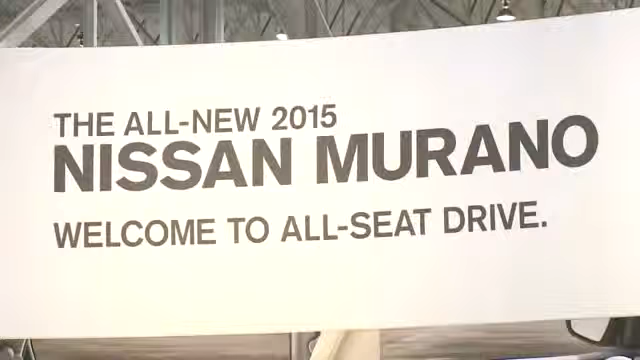 THE ALL-NEW 2015
NISSAN MURANO
WELCOME TO ALL-SEAT DRIVE.